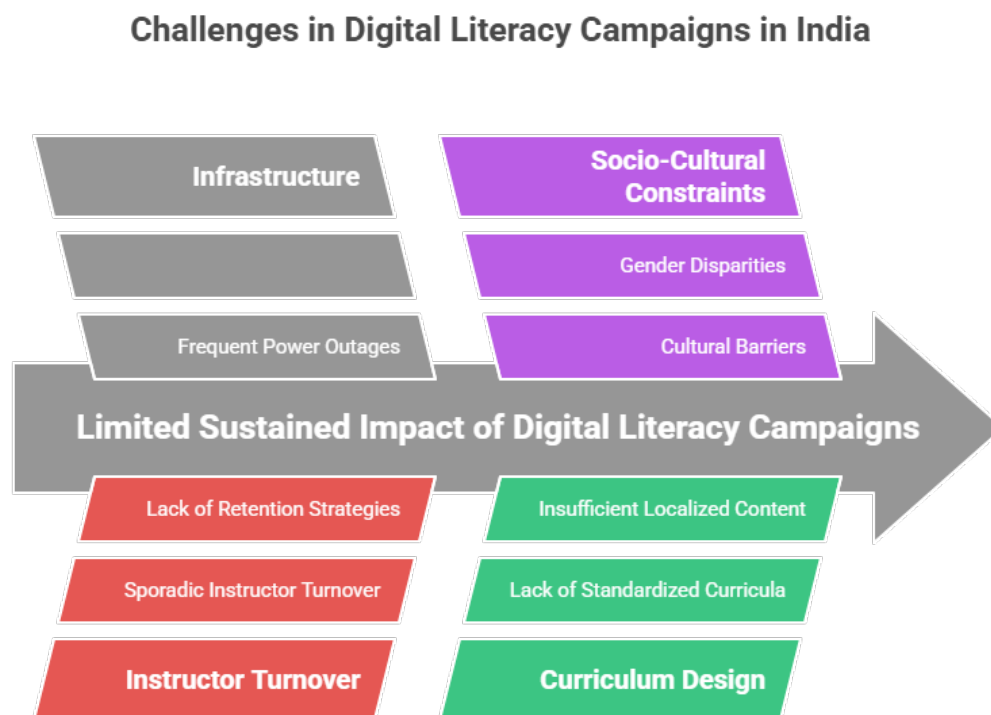 Challenges in Digital Literacy Campaigns in India
Infrastructure
Frequent Power Outages
Socio-Cultural
Constraints
Gender Disparities
Cultural Barriers
Limited Sustained Impact of Digital Literacy Campaigns
Lack of Retention Strategies
Sporadic Instructor Turnover
Instructor Turnover
Insufficient Localized Content
Lack of Standardized Curricula
Curriculum Design